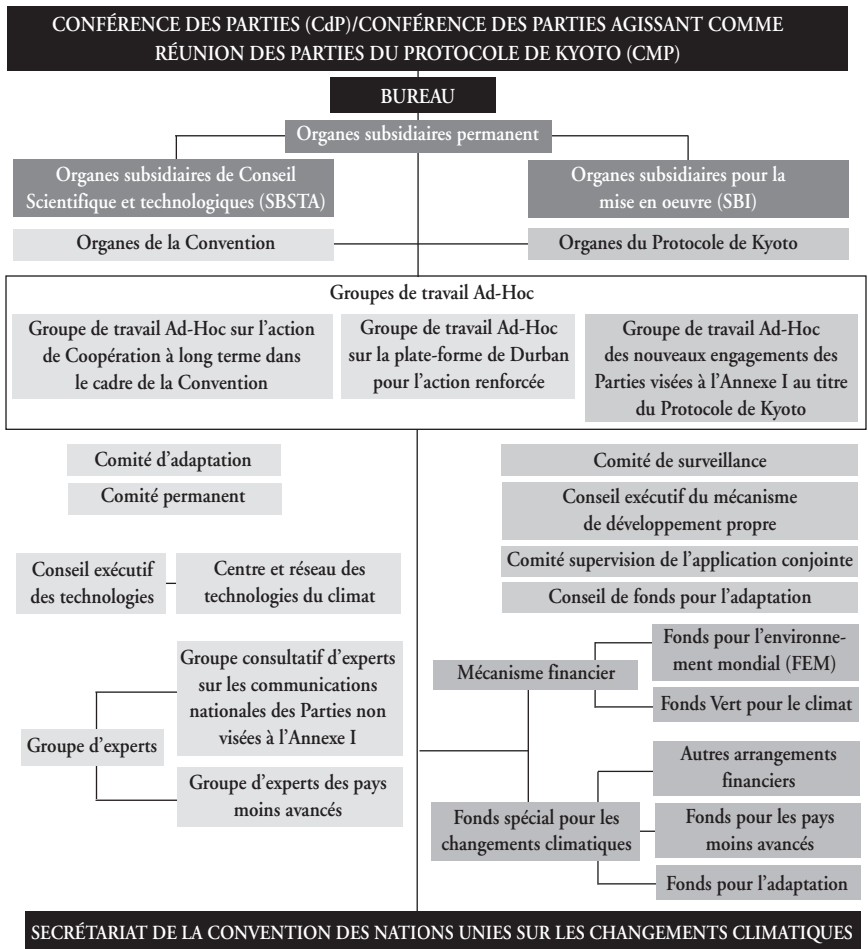 CONFÉRENCE DES PARTIES (CdP)/CONFÉRENCE DES PARTIES AGISSANT COMME
RÉUNION DES PARTIES DU PROTOCOLE DE KYOTO (CMP)
BUREAU
Organes subsidiaires permanent
Organes subsidiaires de Conseil
Scientifique et technologiques (SBSTA)
Organes subsidiaires pour la
mise en oeuvre (SBI)
Organes de la Convention
Organes du Protocole de Kyoto
Groupes de travail Ad-Hoc
Groupe de travail Ad-Hoc sur l’action
de Coopération à long terme dans
le cadre de la Convention
Groupe de travail Ad-Hoc
sur la plate-forme de Durban
pour l’action renforcée
Groupe de travail Ad-Hoc
des nouveaux engagements des
Parties visées à l’Annexe I au titre
du Protocole de Kyoto
Comité d’adaptation
Comité permanent
Conseil exécutif
des technologies
Centre et réseau des
technologies du climat
Groupe d’experts
Groupe consultatif d’experts
sur les communications
nationales des Parties non
visées à l’Annexe I
Groupe d’experts des pays
moins avancés
Comité de surveillance
Conseil exécutif du mécanisme
de développement propre
Comité supervision de l’application conjointe
Conseil de fonds pour l’adaptation
Mécanisme financier
Fonds pour l’environne-
ment mondial (FEM)
Fonds Vert pour le climat
Fonds spécial pour les
changements climatiques
Autres arrangements
financiers
Fonds pour les pays
moins avancés
Fonds pour l’adaptation
SECRÉTARIAT DE LA CONVENTION DES NATIONS UNIES SUR LES CHANGEMENTS CLIMATIQUES